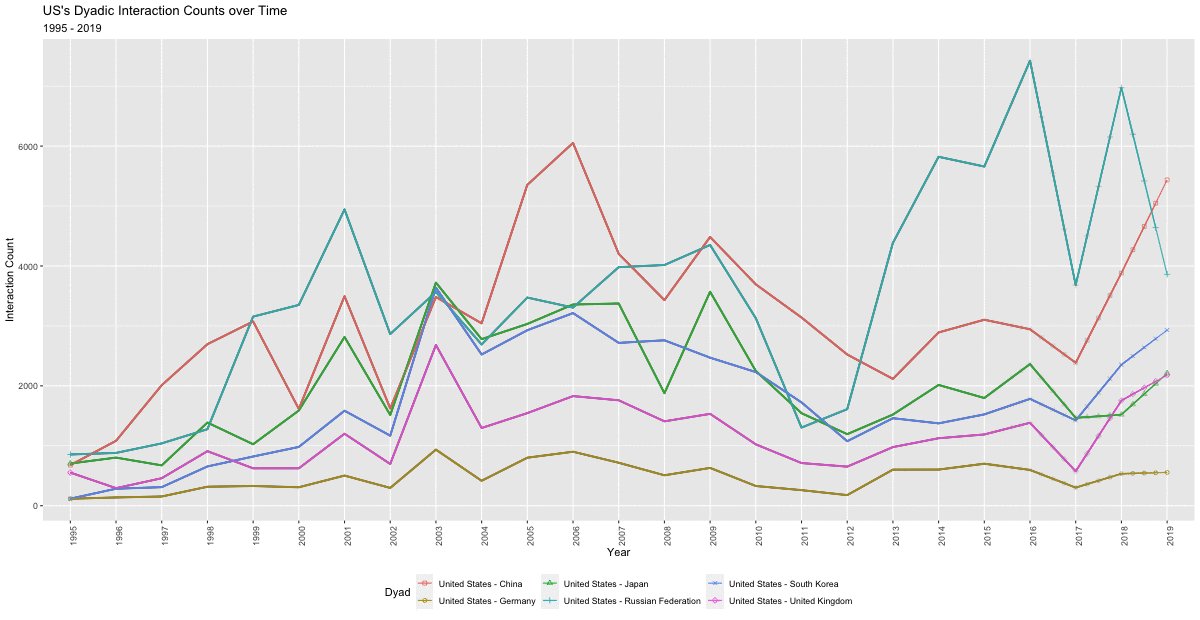 US's Dyadic Interaction Counts over Time
1995 - 2019
Interaction Count
6000
4000
2000
0
1995 1996 1997 1998 1999 2000 2001 2002 2003 2004 2005 2006 2007 2008 2009 2010 2011 2012 2013 2014 2015 2016 2017 2018 2019
Year
Dyad
United States - China United States - Japan United States - South Korea
United States - Germany United States - Russian Federation United States - United Kingdom